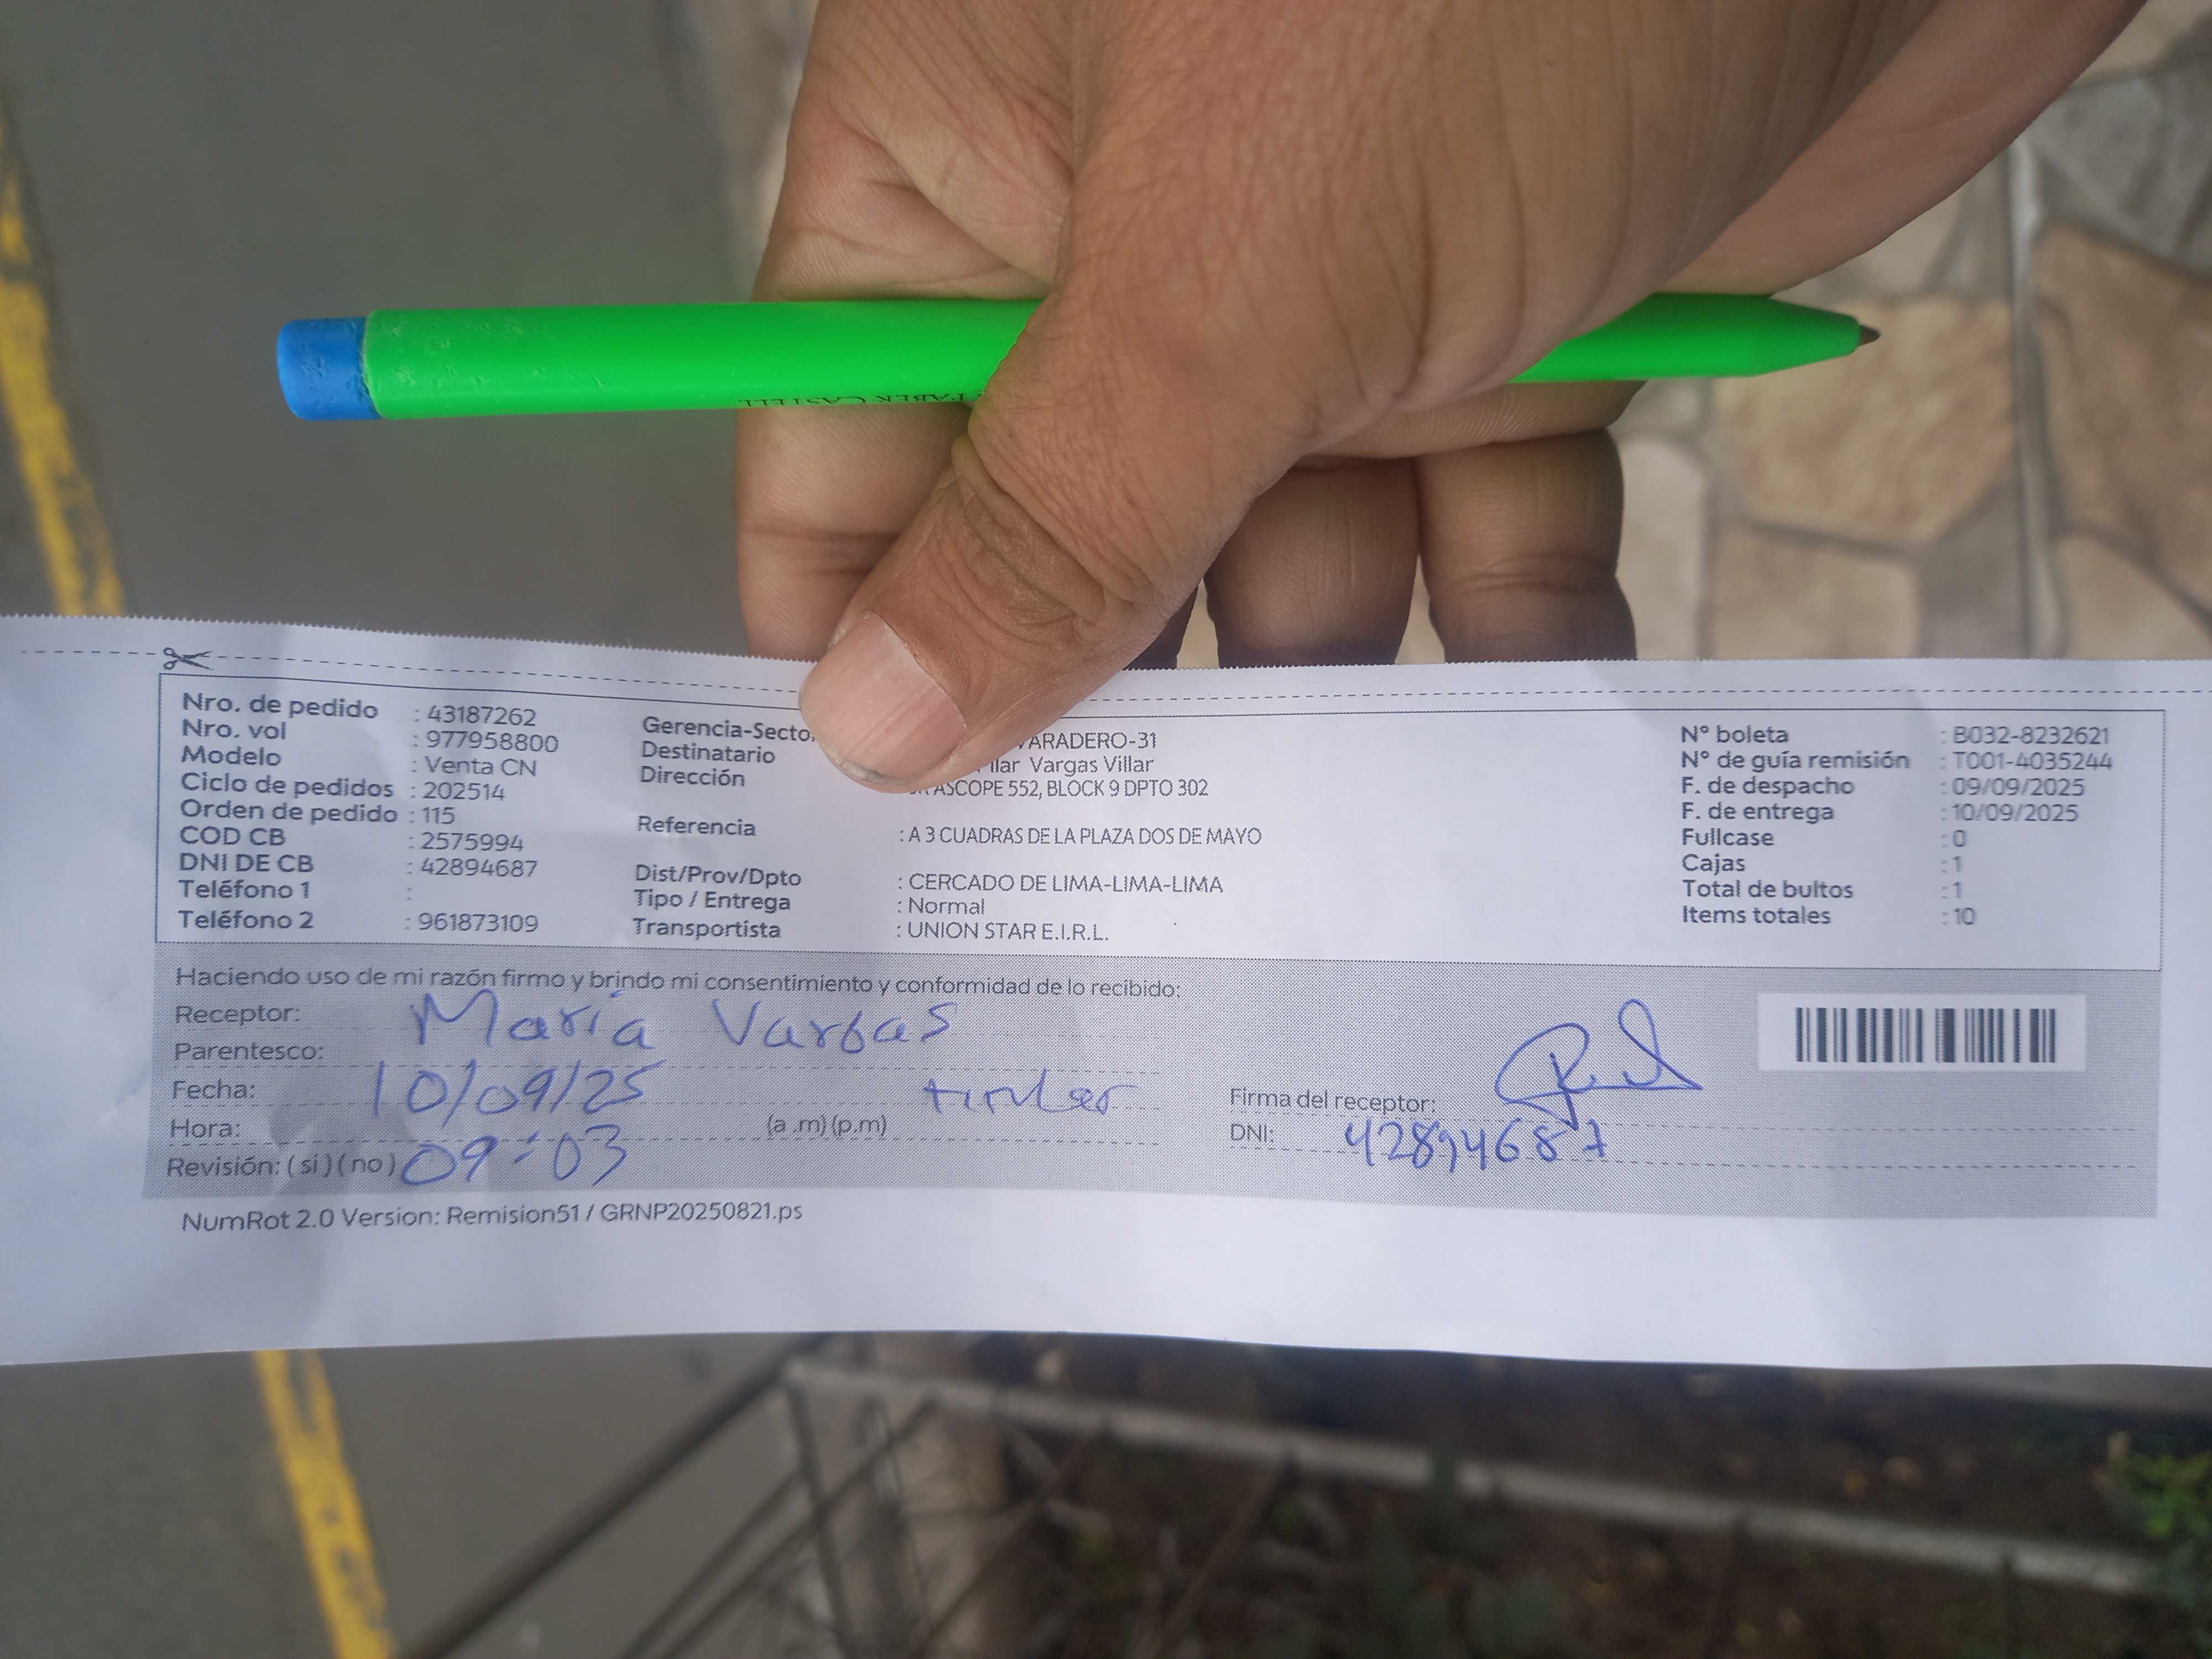 FABER CASTELL
Nro. de pedido : 43187262
Nro. vol : 977958800
Modelo : Venta CN
Ciclo de pedidos : 202514
Orden de pedido : 115
COD CB : 2575994
DNI DE CB : 42894687
Teléfono 1 :
Teléfono 2 : 961873109
Gerencia-Secto VARADERO-31
Destinatario Vargas Villar
Dirección ASCOPE 552, BLOCK 9 DPTO 302
Referencia : A 3 CUADRAS DE LA PLAZA DOS DE MAYO
Dist/Prov/Dpto : CERCADO DE LIMA-LIMA-LIMA
Tipo / Entrega : Normal
Transportista : UNION STAR E.I.R.L.
N° boleta : B032-8232621
N° de guía remisión : T001-4035244
F. de despacho : 09/09/2025
F. de entrega : 10/09/2025
Fullcase : 0
Cajas : 1
Total de bultos : 1
Items totales : 10
Haciendo uso de mi razón firmo y brindo mi consentimiento y conformidad de lo recibido:
Receptor: María Vargas
Parentesco:
Fecha: 10/09/25
Hora: (a .m) (p.m)
Revisión: ( si ) ( no ) 09:03
Firma del receptor:
DNI: 42894687
NumRot 2.0 Version: Remision51 / GRNP20250821.ps